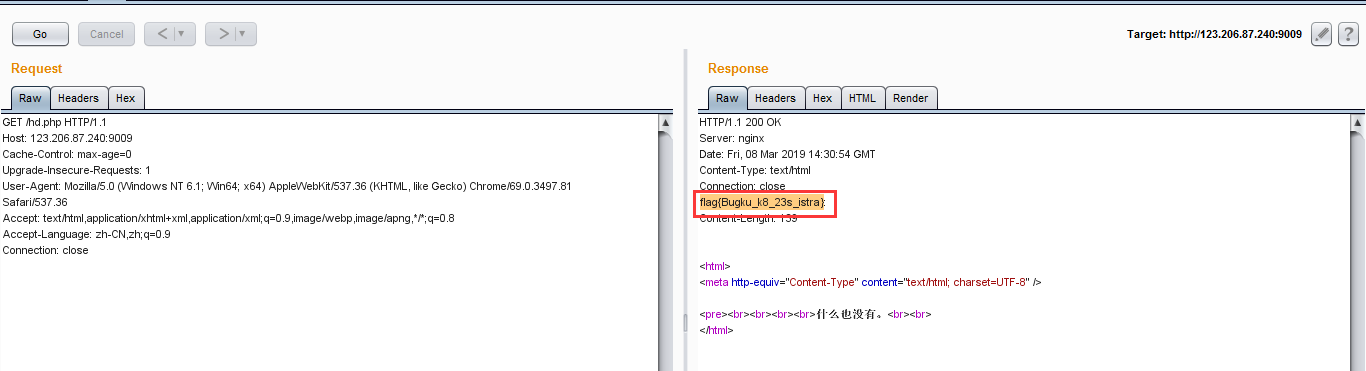 Go Cancel < > Target: http://123.206.87.240:9009 ?
Request
Raw Headers Hex
GET /hd.php HTTP/1.1
Host: 123.206.87.240:9009
Cache-Control: max-age=0
Upgrade-Insecure-Requests: 1
User-Agent: Mozilla/5.0 (Windows NT 6.1; Win64; x64) AppleWebKit/537.36 (KHTML, like Gecko) Chrome/69.0.3497.81
Safari/537.36
Accept: text/html,application/xhtml+xml,application/xml;q=0.9,image/webp,image/apng,*/*;q=0.8
Accept-Language: zh-CN,zh;q=0.9
Connection: close
Response
Raw Headers Hex HTML Render
HTTP/1.1 200 OK
Server: nginx
Date: Fri, 08 Mar 2019 14:30:54 GMT
Content-Type: text/html
Connection: close
flag{Bugku_k8_23s_istra}:
Content-Length: 139
<html>
<meta http-equiv="Content-Type" content="text/html; charset=UTF-8" />
<pre><br><br><br><br>什么也没有。<br><br>
</html>